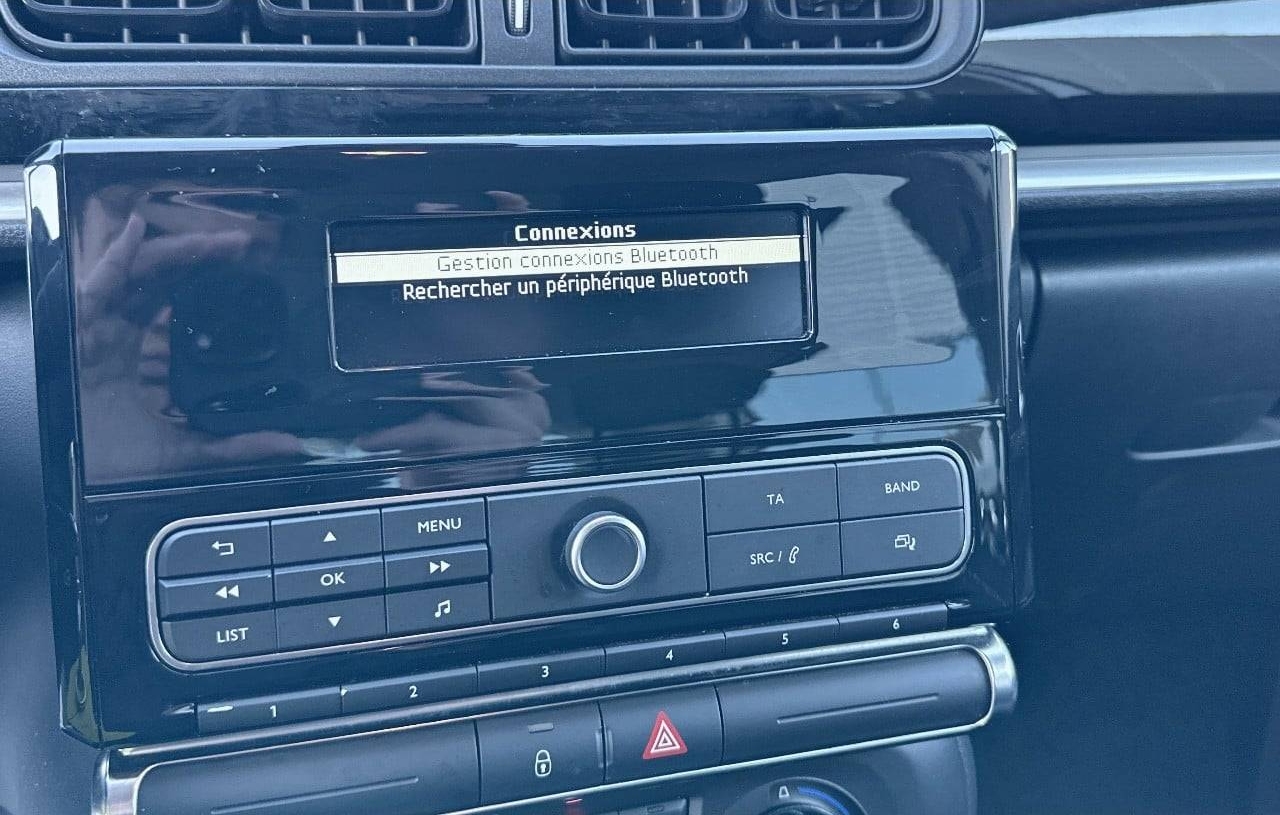 Connexions
Gestion connexions Bluetooth
Rechercher un périphérique Bluetooth
MENU
OK
LIST
TA
BAND
SRC /
1
2
3
4
5
6